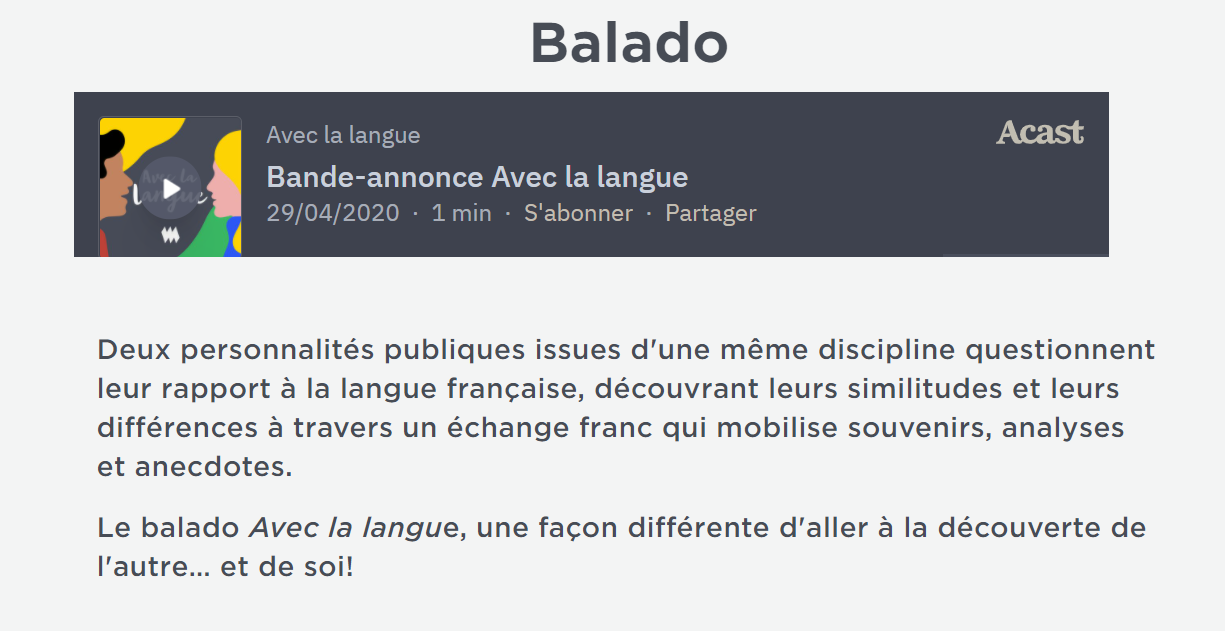 Balado
Avec la langue
Acast
Bande-annonce Avec la langue
29/04/2020 · 1 min · S'abonner · Partager
Avec la
langue
Deux personnalités publiques issues d'une même discipline questionnent
leur rapport à la langue française, découvrant leurs similitudes et leurs
différences à travers un échange franc qui mobilise souvenirs, analyses
et anecdotes.
Le balado Avec la langue, une façon différente d'aller à la découverte de
l'autre... et de soi!